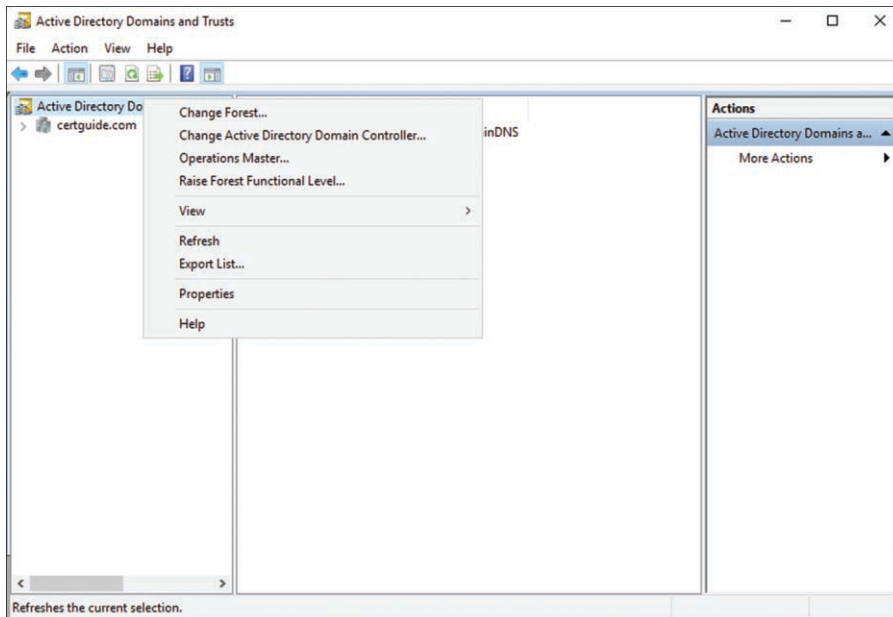 Active Directory Domains and Trusts
File Action View Help
Active Directory Do
certguide.com
Change Forest...
Change Active Directory Domain Controller...
Operations Master...
Raise Forest Functional Level...
View
Refresh
Export List...
Properties
Help
inDNS
Actions
Active Directory Domains a...
More Actions
Refreshes the current selection.